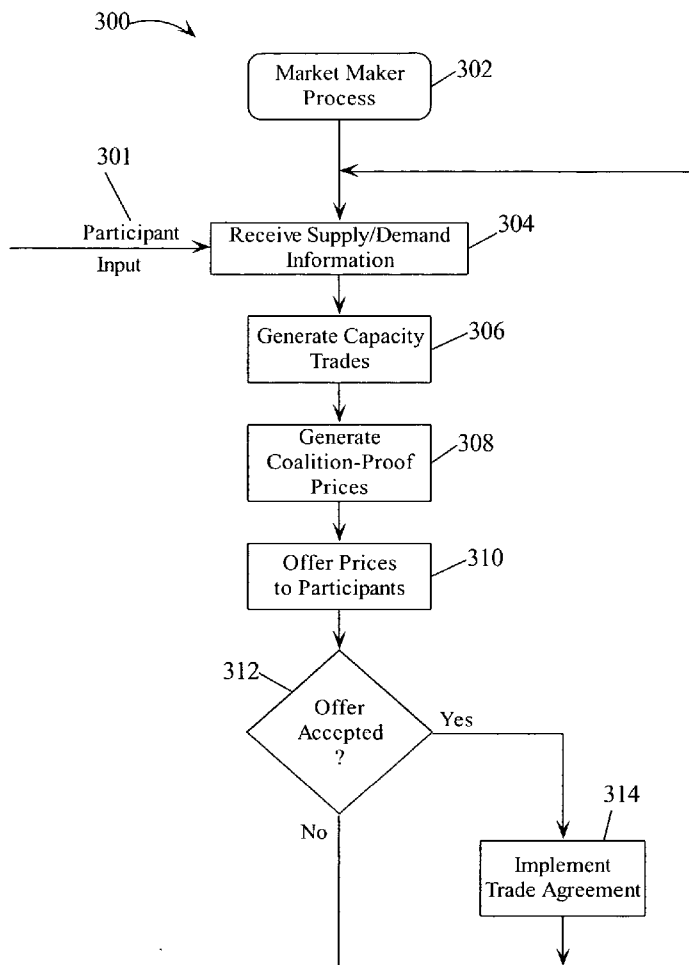 300
Market Maker
Process
302
301
Participant
Input
Receive Supply/Demand
Information
304
Generate Capacity
Trades
306
Generate
Coalition-Proof
Prices
308
Offer Prices
to Participants
310
312
Offer
Accepted
?
Yes
No
314
Implement
Trade Agreement